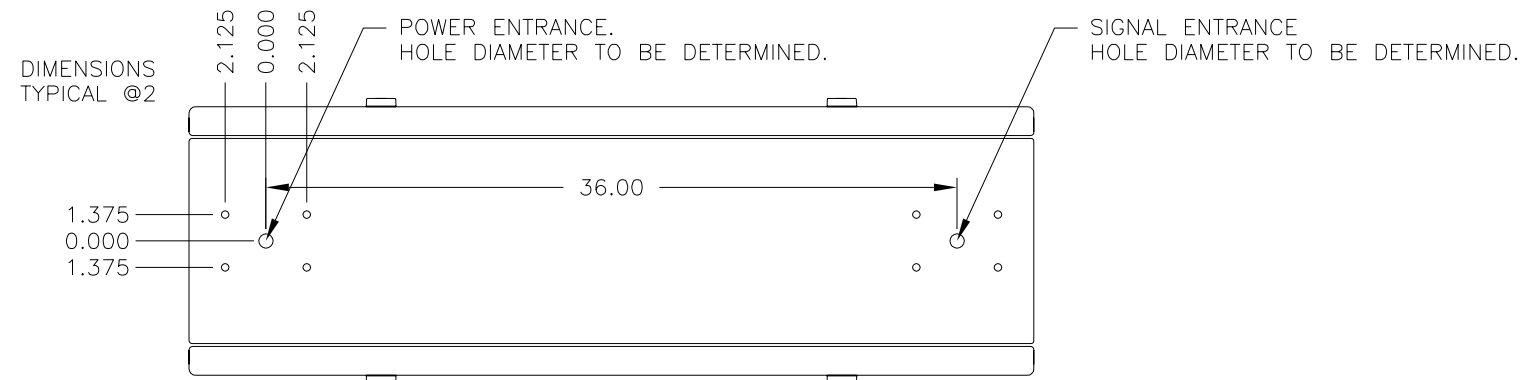 POWER ENTRANCE.
HOLE DIAMETER TO BE DETERMINED.
SIGNAL ENTRANCE
HOLE DIAMETER TO BE DETERMINED.
DIMENSIONS
TYPICAL @2
2.125
0.000
2.125
36.00
1.375
0.000
1.375